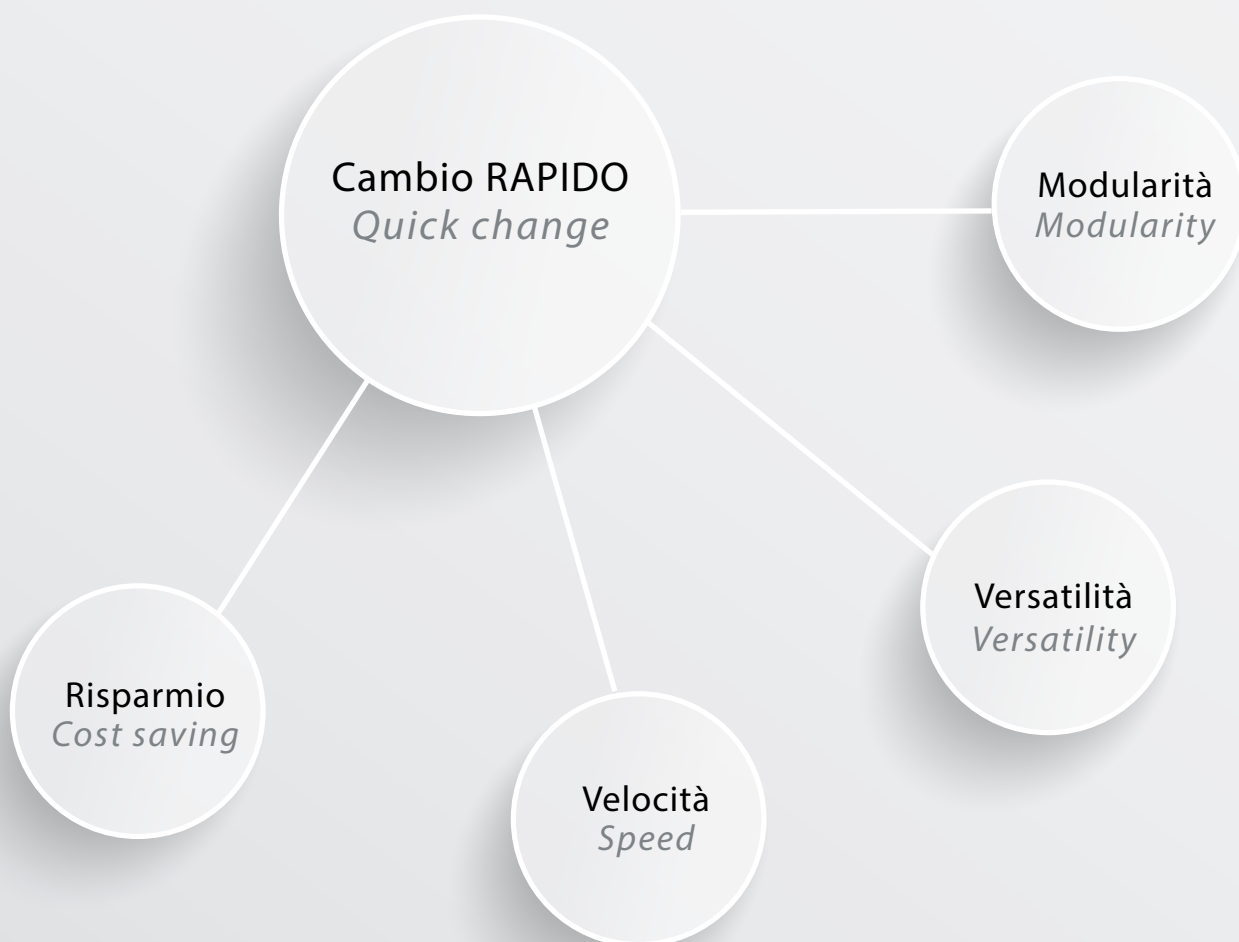 Cambio RAPIDO
Quick change
Modularità
Modularity
Versatilità
Versatility
Risparmio
Cost saving
Velocità
Speed